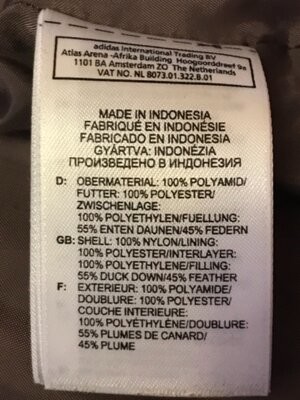 adidas International Trading BV
Atlas Arena -Afrika Building Hoogoorddreef 9a
1101 BA Amsterdam ZO The Netherlands
VAT NO. NL 8073.01.322.B.01
MADE IN INDONESIA
FABRIQUÉ EN INDONÉSIE
FABRICADO EN INDONESIA
GYÁRTVA: INDONÉZIA
ПРОИЗВЕДЕНО В ИНДОНЕЗИЯ
D: OBERMATERIAL: 100% POLYAMID/
FUTTER: 100% POLYESTER/
ZWISCHENLAGE:
100% POLYETHYLEN/FUELLUNG:
55% ENTEN DAUNEN/45% FEDERN
GB: SHELL: 100% NYLON/LINING:
100% POLYESTER/INTERLAYER:
100% POLYETHYLENE/FILLING:
55% DUCK DOWN/45% FEATHER
F: EXTERIEUR: 100% POLYAMIDE/
DOUBLURE: 100% POLYESTER/
COUCHE INTERIEURE:
100% POLYÉTHYLÈNE/DOUBLURE:
55% PLUMES DE CANARD/
45% PLUME